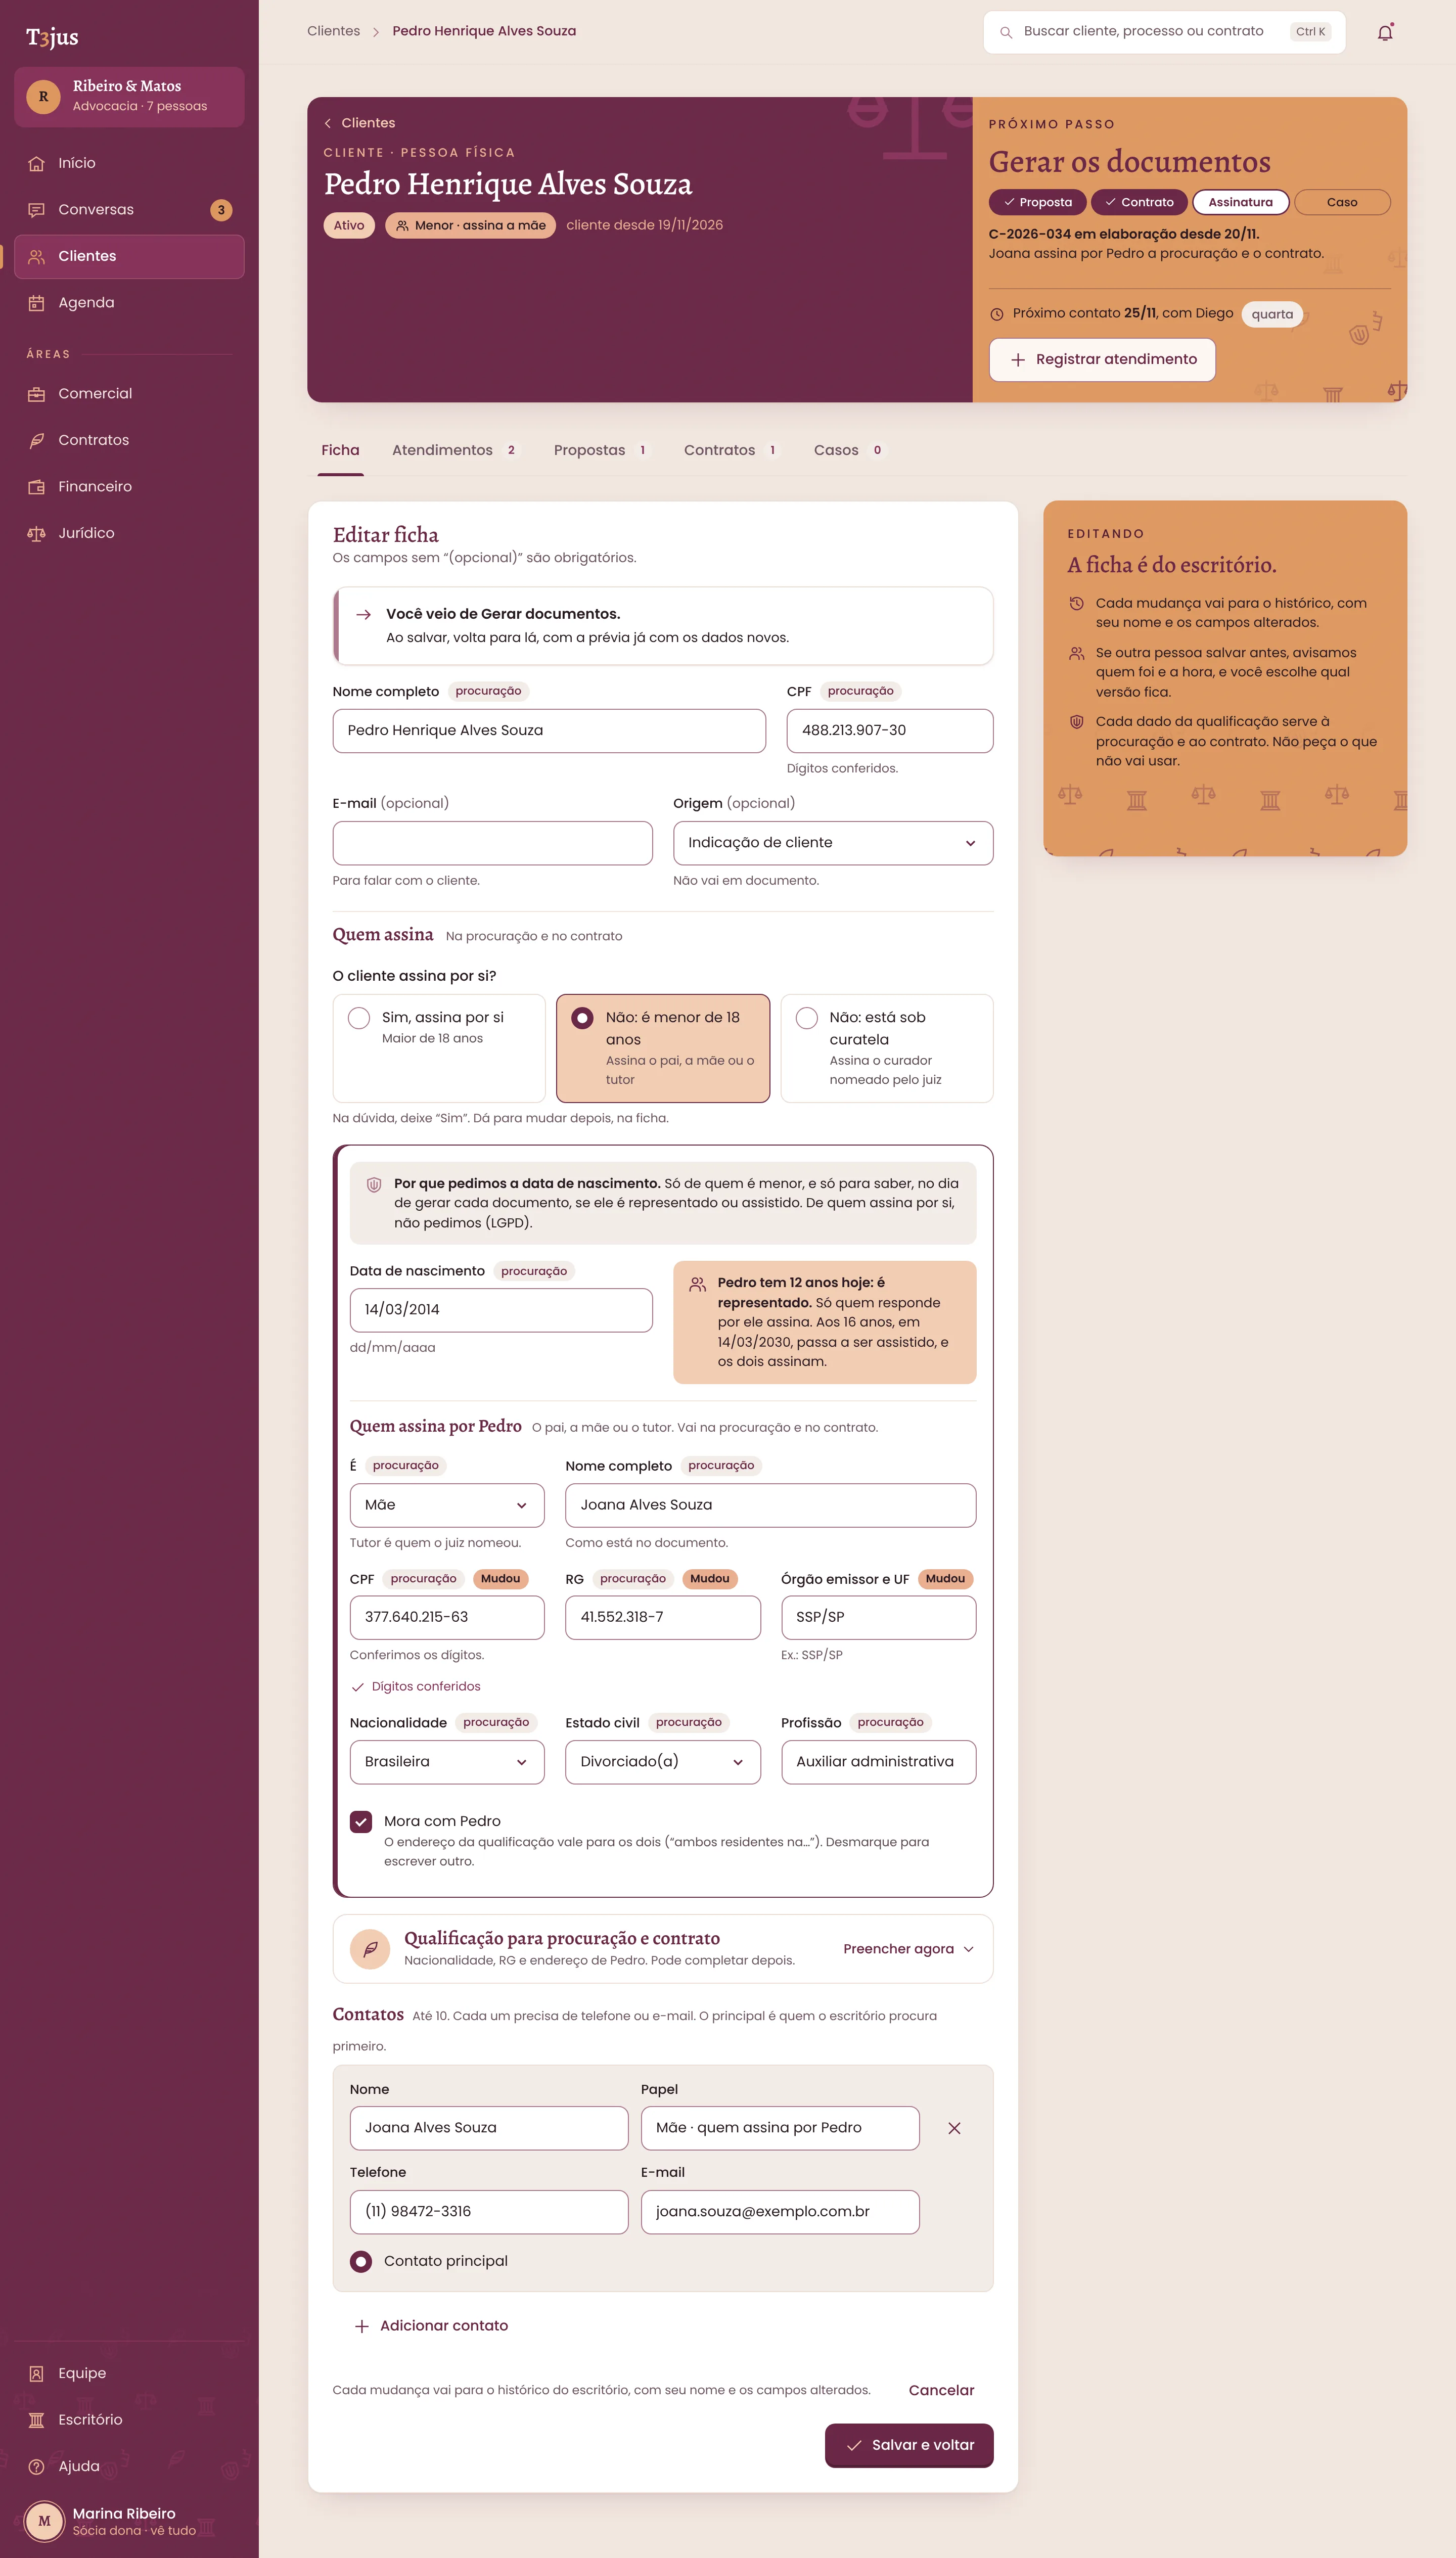 T3jus
R
Ribeiro & Matos
Advocacia · 7 pessoas
Início
Conversas
3
Clientes
Agenda
ÁREAS
Comercial
Contratos
Financeiro
Jurídico
Equipe
Escritório
Ajuda
M
Marina Ribeiro
Sócia dona · vê tudo
Clientes
Pedro Henrique Alves Souza
Buscar cliente, processo ou contrato
Ctrl K
Clientes
CLIENTE · PESSOA FÍSICA
Pedro Henrique Alves Souza
Ativo
Menor · assina a mãe
cliente desde 19/11/2026
PRÓXIMO PASSO
Gerar os documentos
Proposta
Contrato
Assinatura
Caso
C-2026-034 em elaboração desde 20/11.
Joana assina por Pedro a procuração e o contrato.
Próximo contato 25/11, com Diego
quarta
Registrar atendimento
Ficha
Atendimentos 2
Propostas 1
Contratos 1
Casos 0
Editar ficha
Os campos sem “(opcional)” são obrigatórios.
Você veio de Gerar documentos.
Ao salvar, volta para lá, com a prévia já com os dados novos.
Nome completo procuração
CPF procuração
Pedro Henrique Alves Souza
488.213.907-30
Dígitos conferidos.
E-mail (opcional)
Origem (opcional)
Indicação de cliente
Para falar com o cliente.
Não vai em documento.
Quem assina Na procuração e no contrato
O cliente assina por si?
Sim, assina por si
Maior de 18 anos
Não: é menor de 18
anos
Assina o pai, a mãe ou o
tutor
Não: está sob
curatela
Assina o curador
nomeado pelo juiz
Na dúvida, deixe “Sim”. Dá para mudar depois, na ficha.
Por que pedimos a data de nascimento. Só de quem é menor, e só para saber, no dia
de gerar cada documento, se ele é representado ou assistido. De quem assina por si,
não pedimos (LGPD).
Data de nascimento procuração
14/03/2014
dd/mm/aaaa
Pedro tem 12 anos hoje: é
representado. Só quem responde
por ele assina. Aos 16 anos, em
14/03/2030, passa a ser assistido, e
os dois assinam.
Quem assina por Pedro O pai, a mãe ou o tutor. Vai na procuração e no contrato.
É procuração
Nome completo procuração
Mãe
Joana Alves Souza
Tutor é quem o juiz nomeou.
Como está no documento.
CPF procuração Mudou
RG procuração Mudou
Órgão emissor e UF Mudou
377.640.215-63
41.552.318-7
SSP/SP
Conferimos os dígitos.
Ex.: SSP/SP
Dígitos conferidos
Nacionalidade procuração
Estado civil procuração
Profissão procuração
Brasileira
Divorciado(a)
Auxiliar administrativa
Mora com Pedro
O endereço da qualificação vale para os dois (“ambos residentes na…”). Desmarque para
escrever outro.
Qualificação para procuração e contrato
Nacionalidade, RG e endereço de Pedro. Pode completar depois.
Preencher agora
Contatos Até 10. Cada um precisa de telefone ou e-mail. O principal é quem o escritório procura
primeiro.
Nome
Papel
Joana Alves Souza
Mãe · quem assina por Pedro
Telefone
E-mail
(11) 98472-3316
joana.souza@exemplo.com.br
Contato principal
Adicionar contato
Cada mudança vai para o histórico do escritório, com seu nome e os campos alterados.
Cancelar
Salvar e voltar
EDITANDO
A ficha é do escritório.
Cada mudança vai para o histórico, com
seu nome e os campos alterados.
Se outra pessoa salvar antes, avisamos
quem foi e a hora, e você escolhe qual
versão fica.
Cada dado da qualificação serve à
procuração e ao contrato. Não peça o que
não vai usar.